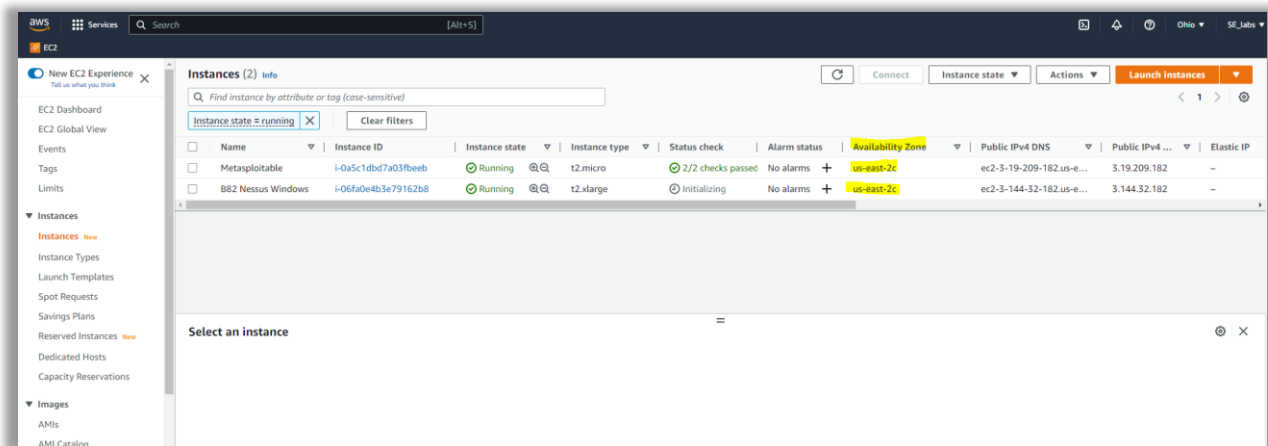 aws Services Search [Alt+S] Ohio SE_labs
EC2
New EC2 Experience
Tell us what you think
EC2 Dashboard
EC2 Global View
Events
Tags
Limits
Instances
Instances New
Instance Types
Launch Templates
Spot Requests
Savings Plans
Reserved Instances New
Dedicated Hosts
Capacity Reservations
Images
AMIs
AMI Catalog
Instances (2) Info Connect Instance state Actions Launch instances
Find instance by attribute or tag (case-sensitive) 1
Instance state = running Clear filters
Name Instance ID Instance state Instance type Status check Alarm status Availability Zone Public IPv4 DNS Public IPv4 ... Elastic IP
Metasploitable i-0a5c1dbd7a03fbeeb Running t2.micro 2/2 checks passed No alarms + us-east-2c ec2-3-19-209-182.us-e... 3.19.209.182 –
B82 Nessus Windows i-06fa0e4b3e79162b8 Running t2.xlarge Initializing No alarms + us-east-2c ec2-3-144-32-182.us-e... 3.144.32.182 –
Select an instance